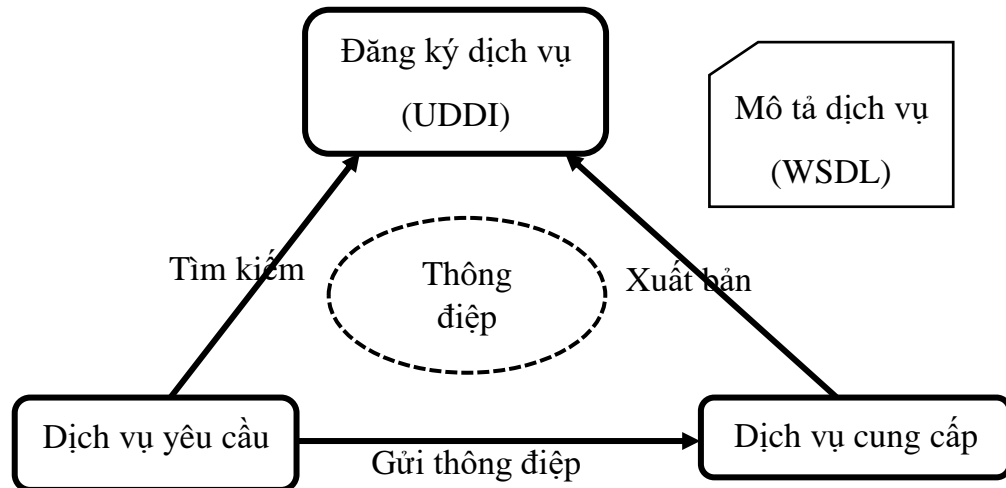 Đăng ký dịch vụ
(UDDI)
Mô tả dịch vụ
(WSDL)
Tìm kiếm
Thông
điệp
Xuất bản
Dịch vụ yêu cầu
Gửi thông điệp
Dịch vụ cung cấp